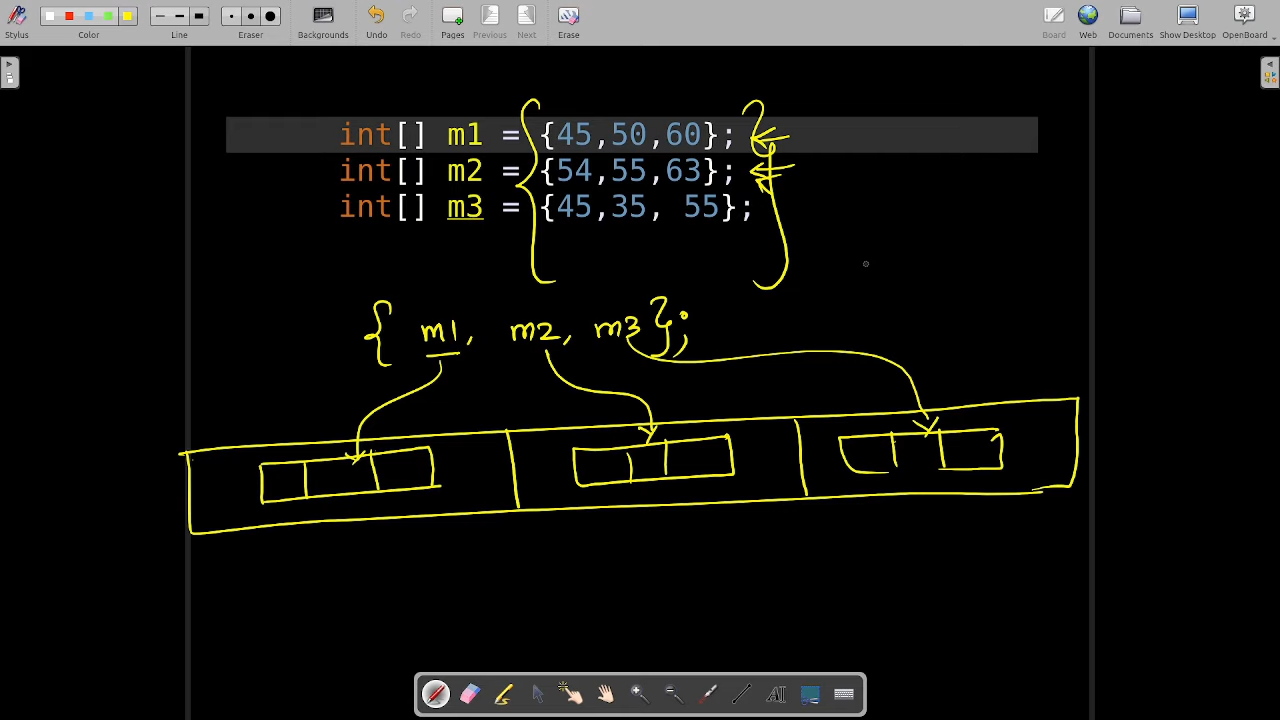 Stylus Color Line Eraser Backgrounds Undo Redo Pages Previous Next Erase Board Web Documents Show Desktop OpenBoard
int[] m1 = {45,50,60};
int[] m2 = {54,55,63};
int[] m3 = {45,35, 55};
{ m1, m2, m3 };